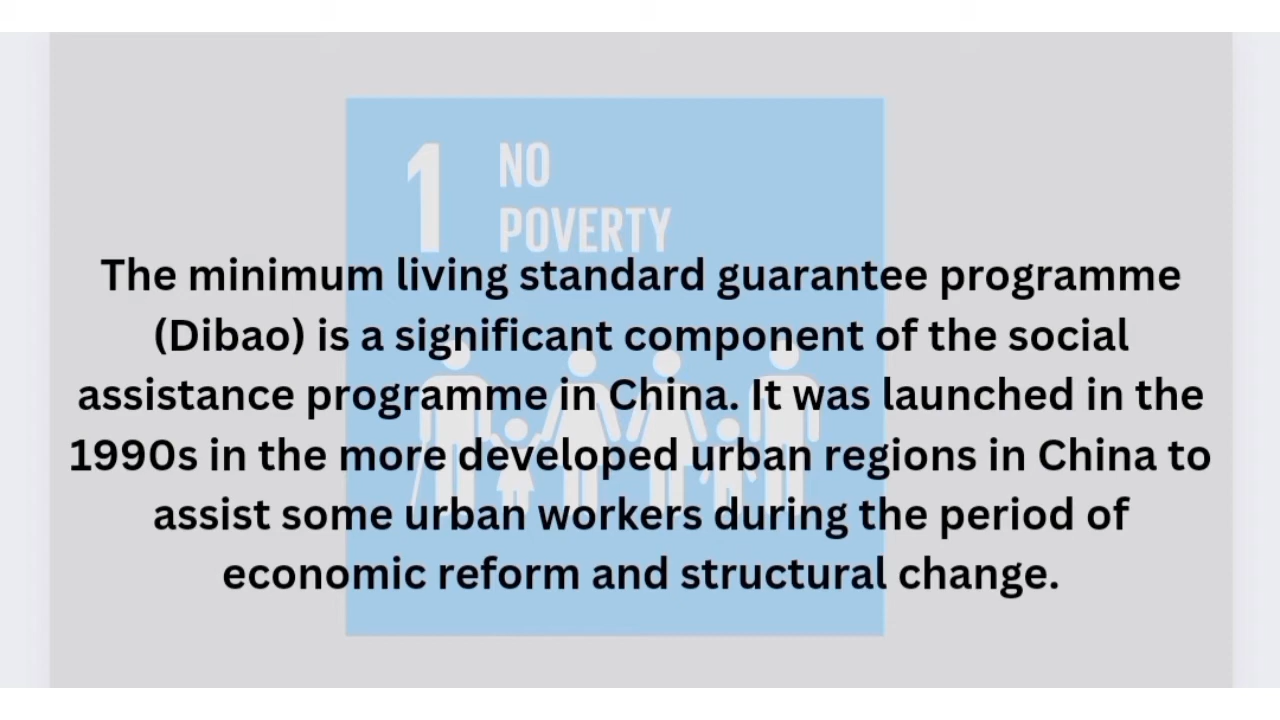 1 NO
POVERTY
The minimum living standard guarantee programme
(Dibao) is a significant component of the social
assistance programme in China. It was launched in the
1990s in the more developed urban regions in China to
assist some urban workers during the period of
economic reform and structural change.